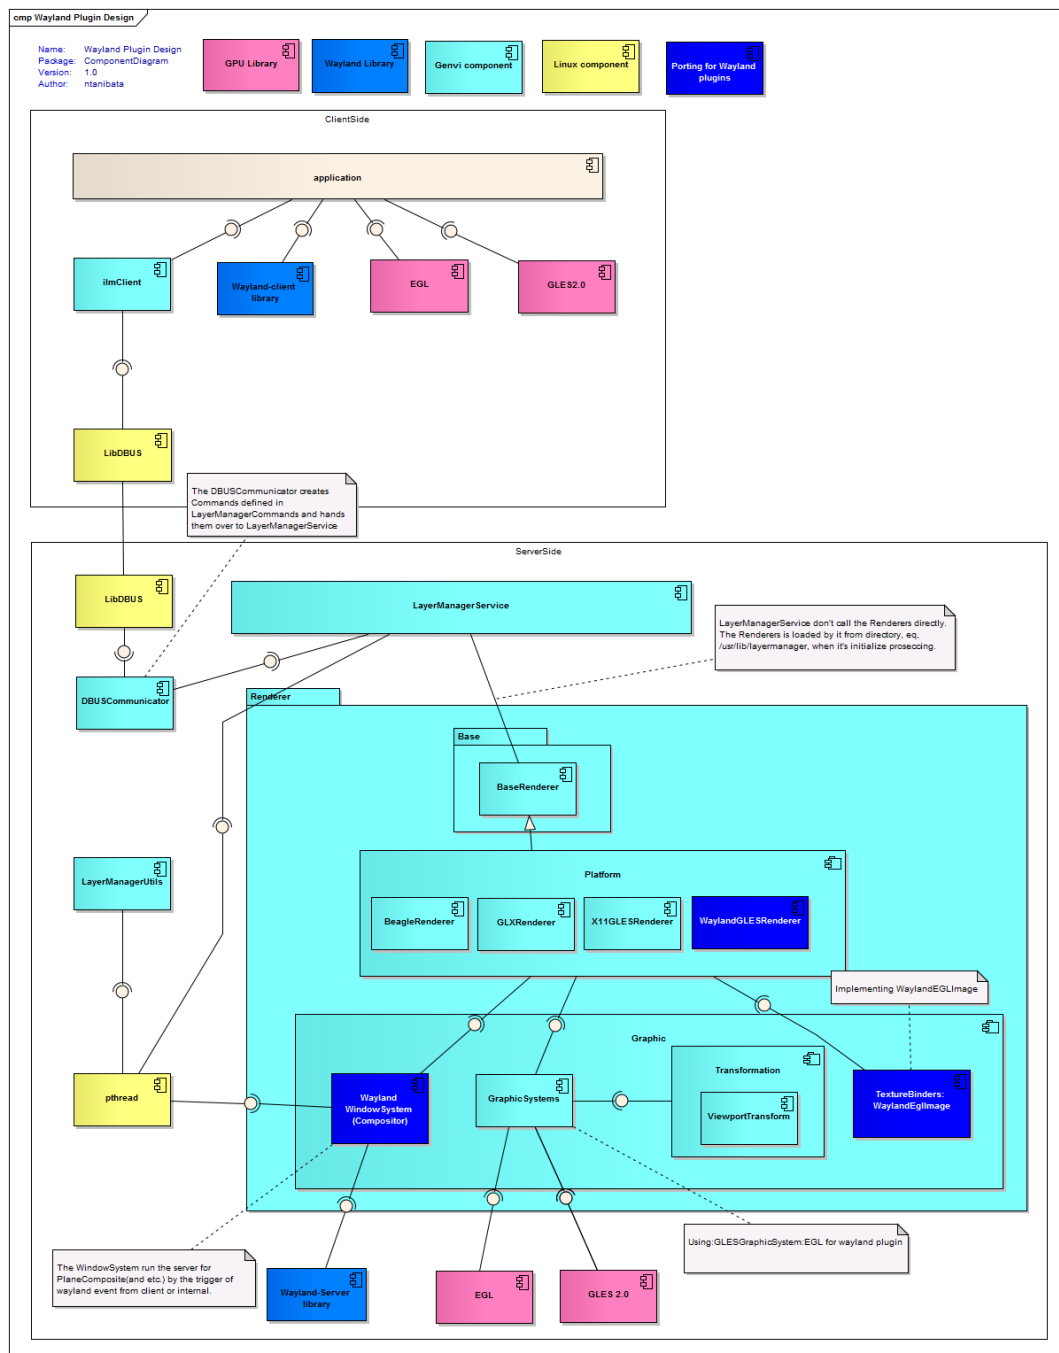 cmp Wayland Plugin Design
Name: Wayland Plugin Design
Package: ComponentDiagram
Version: 1.0
Author: ntanibata
GPU Library
Wayland Library
Genvi component
Linux component
Porting for Wayland
plugins
ClientSide
application
ilmClient
Wayland-client
library
EGL
GLES2.0
LibDBUS
The DBUSCommunicator creates
Commands defined in
LayerManagerCommands and hands
them over to LayerManagerService
ServerSide
LibDBUS
LayerManagerService
LayerManagerService don't call the Renderers directly.
The Renderers is loaded by it from directory, eq,
/usr/lib/layermanager, when it's initialize proseccing.
DBUSCommunicator
Renderer
Base
BaseRenderer
LayerManagerUtils
Platform
BeagleRenderer
GLXRenderer
X11GLESRenderer
WaylandGLESRenderer
Implementing WaylandEGLImage
Graphic
Transformation
pthread
Wayland
WindowSystem
(Compositor)
GraphicSystems
ViewportTransform
TextureBinders:
WaylandEglImage
Using:GLESGraphicSystem:EGL for wayland plugin
The WindowSystem run the server for
PlaneComposite(and etc.) by the trigger of
wayland event from client or internal.
Wayland-Server
library
EGL
GLES 2.0